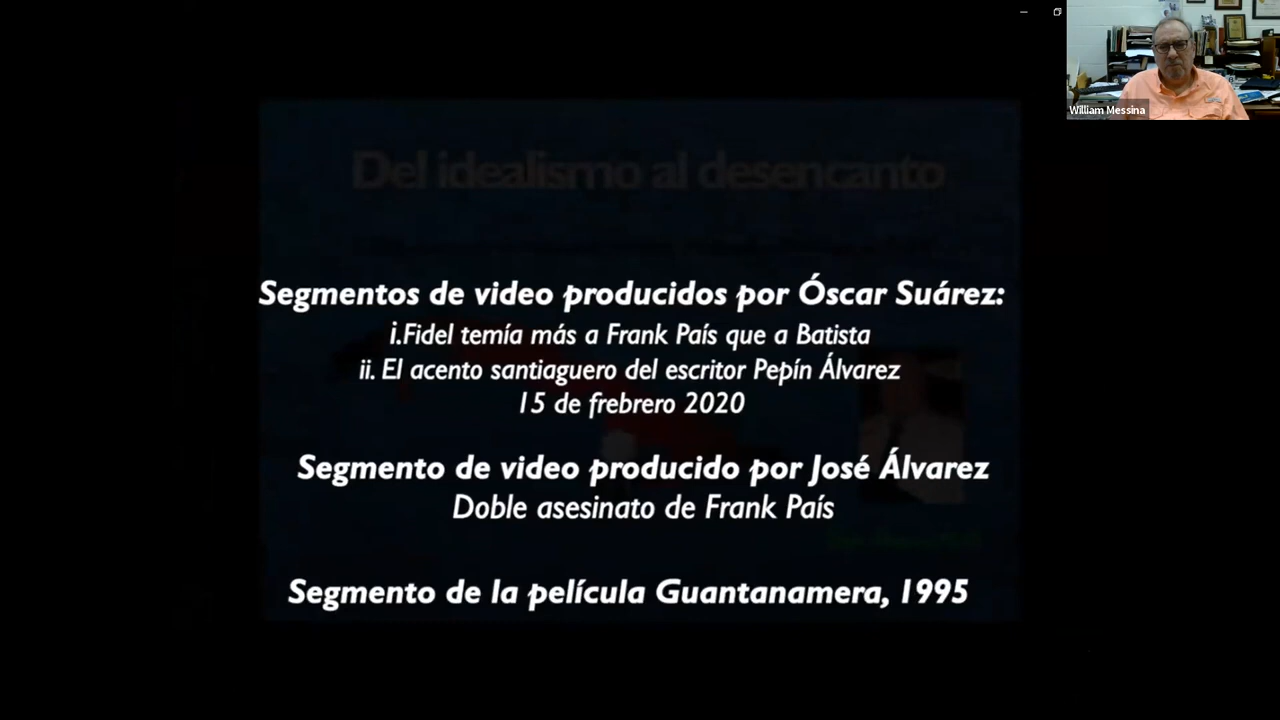 William Messina
Del idealismo al desencanto
Segmentos de video producidos por Óscar Suárez:
i.Fidel temía más a Frank País que a Batista
ii. El acento santiaguero del escritor Pepín Álvarez
15 de frebrero 2020
Segmento de video producido por José Álvarez
Doble asesinato de Frank País
Segmento de la película Guantanamera, 1995